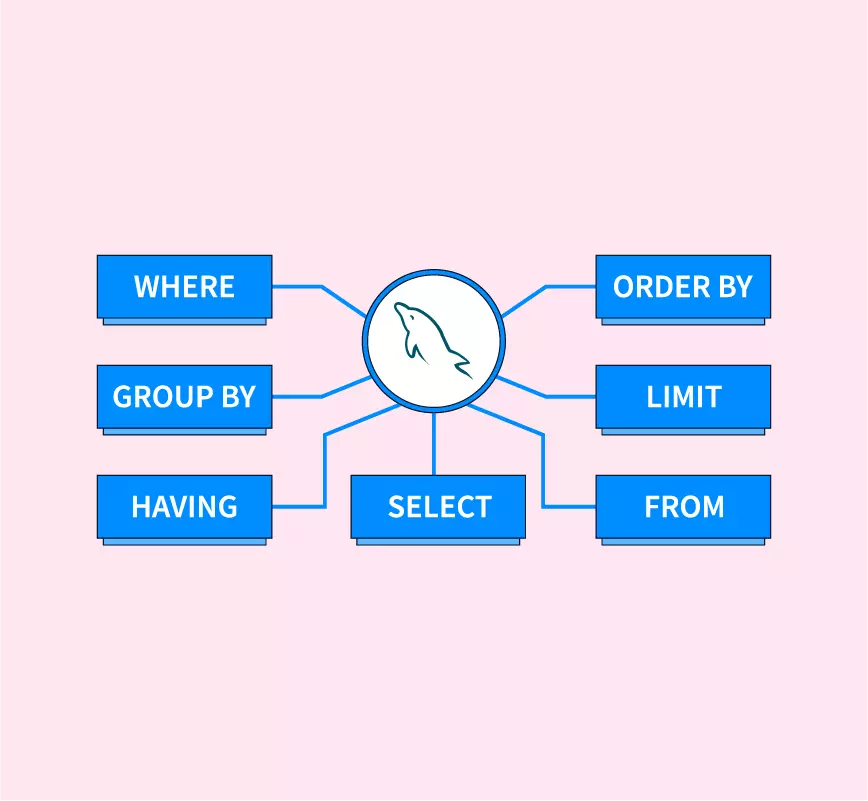 WHERE
ORDER BY
GROUP BY
LIMIT
HAVING
SELECT
FROM